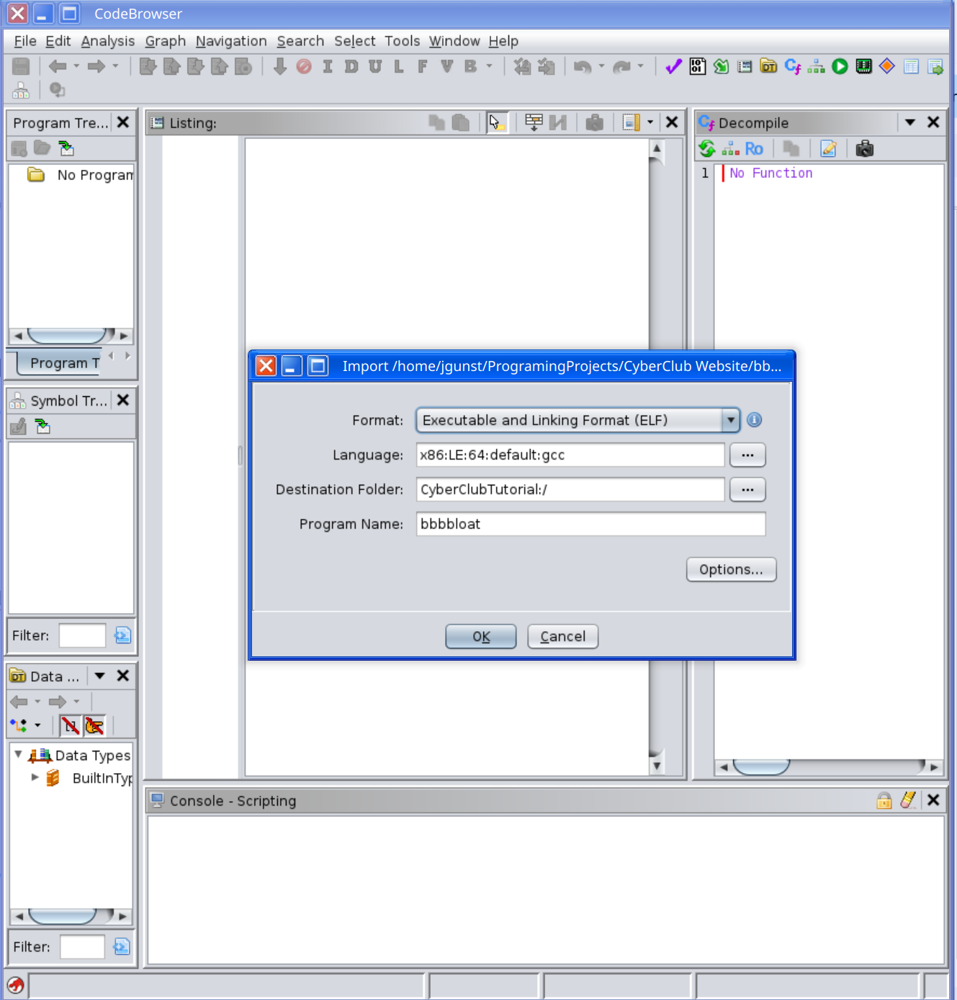 CodeBrowser
File Edit Analysis Graph Navigation Search Select Tools Window Help
I D U L F V B
Program Tre...
No Program
Program T
Listing:
Decompile
Ro
1 No Function
Symbol Tr...
Filter:
DT Data ...
Data Types
BuiltInTyp
Filter:
Import /home/jgunst/ProgramingProjects/CyberClub Website/bb...
Format: Executable and Linking Format (ELF)
Language: x86:LE:64:default:gcc ...
Destination Folder: CyberClubTutorial:/ ...
Program Name: bbbbloat
Options...
OK Cancel
Console - Scripting